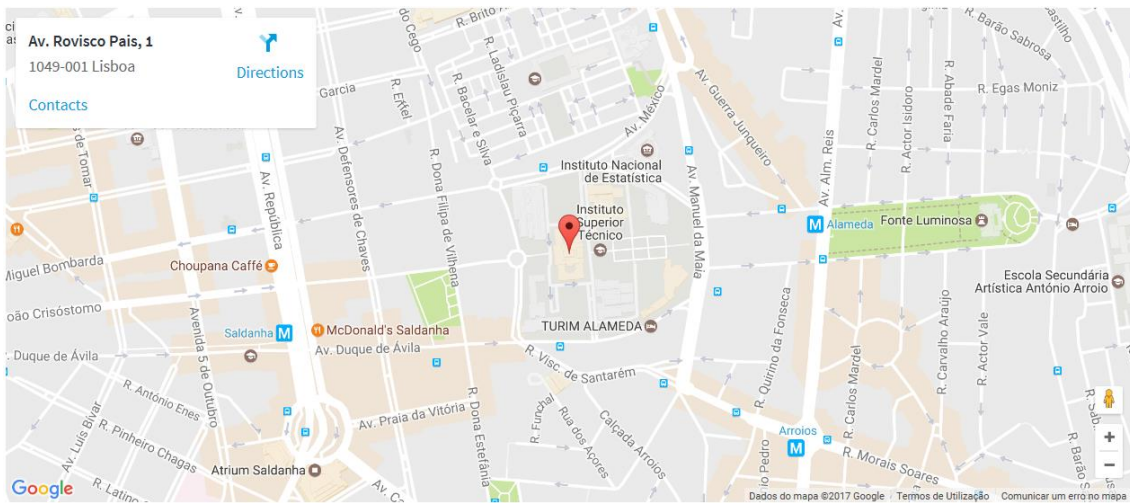 Av. Rovisco Pais, 1
1049-001 Lisboa
Directions
Contacts
do Cego
R. Brito A
R. Ladislau Piçarra
R. Bacelar e Silva
Garcia
R. Eiffel
Av. México
Av. Guerra Junqueiro
Av. Alm. Reis
R. Carlos Mardel
R. Actor Isidoro
R. Abade Faria
R. Barão Sabrosa
R. Egas Moniz
Instituto Nacional
de Estatística
de Tomar
Av. República
Av. Defensores de Chaves
R. Dona Filipa de Vilhena
Instituto
Superior
Técnico
Av. Manuel da Maia
M Alameda
Fonte Luminosa
Miguel Bombarda
Choupana Caffé
Escola Secundária
Artística António Arroio
João Crisóstomo
Avenida 5 de Outubro
Saldanha M
McDonald's Saldanha
TURIM ALAMEDA
R. Quirino da Fonseca
R. Carvalho Araújo
R. Actor Vale
Duque de Ávila
Av. Duque de Ávila
R. Visc. de Santarém
R. António Enes
Av. Luis Bivar
R. Pinheiro Chagas
Av. Praia da Vitória
R. Dona Estefânia
R. Funchal
Rua dos Açores
Calçada Arroios
R. Carlos Mardel
Arroios
M
R. Morais Soares
Atrium Saldanha
R. Latino
Av. C
Pedro
R. Barão S
+
−
Google
Dados do mapa ©2017 Google
Termos de Utilização
Comunicar um erro no mapa